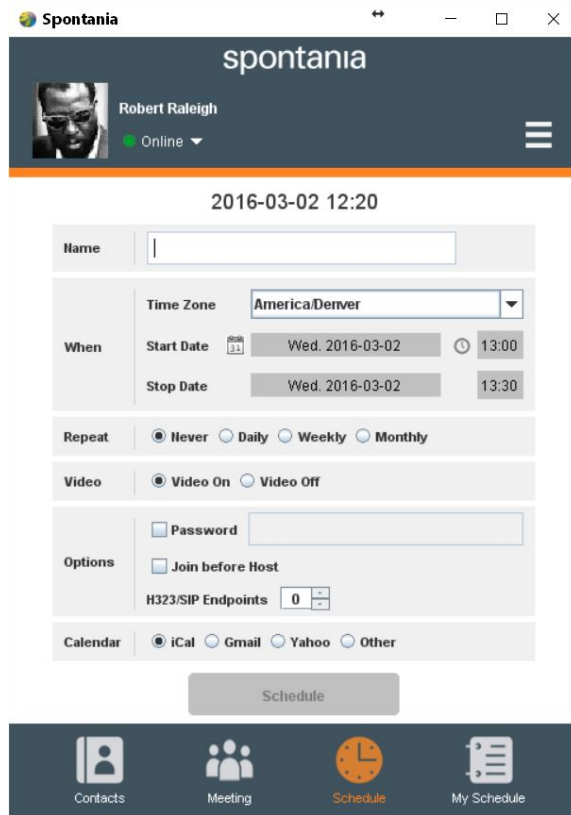 Spontania
spontania
Robert Raleigh
Online
2016-03-02 12:20
Name
Time Zone America/Denver
When Start Date 31 Wed. 2016-03-02 13:00
Stop Date Wed. 2016-03-02 13:30
Repeat Never Daily Weekly Monthly
Video Video On Video Off
Password
Options Join before Host
H323/SIP Endpoints 0
Calendar iCal Gmail Yahoo Other
Schedule
Contacts Meeting Schedule My Schedule